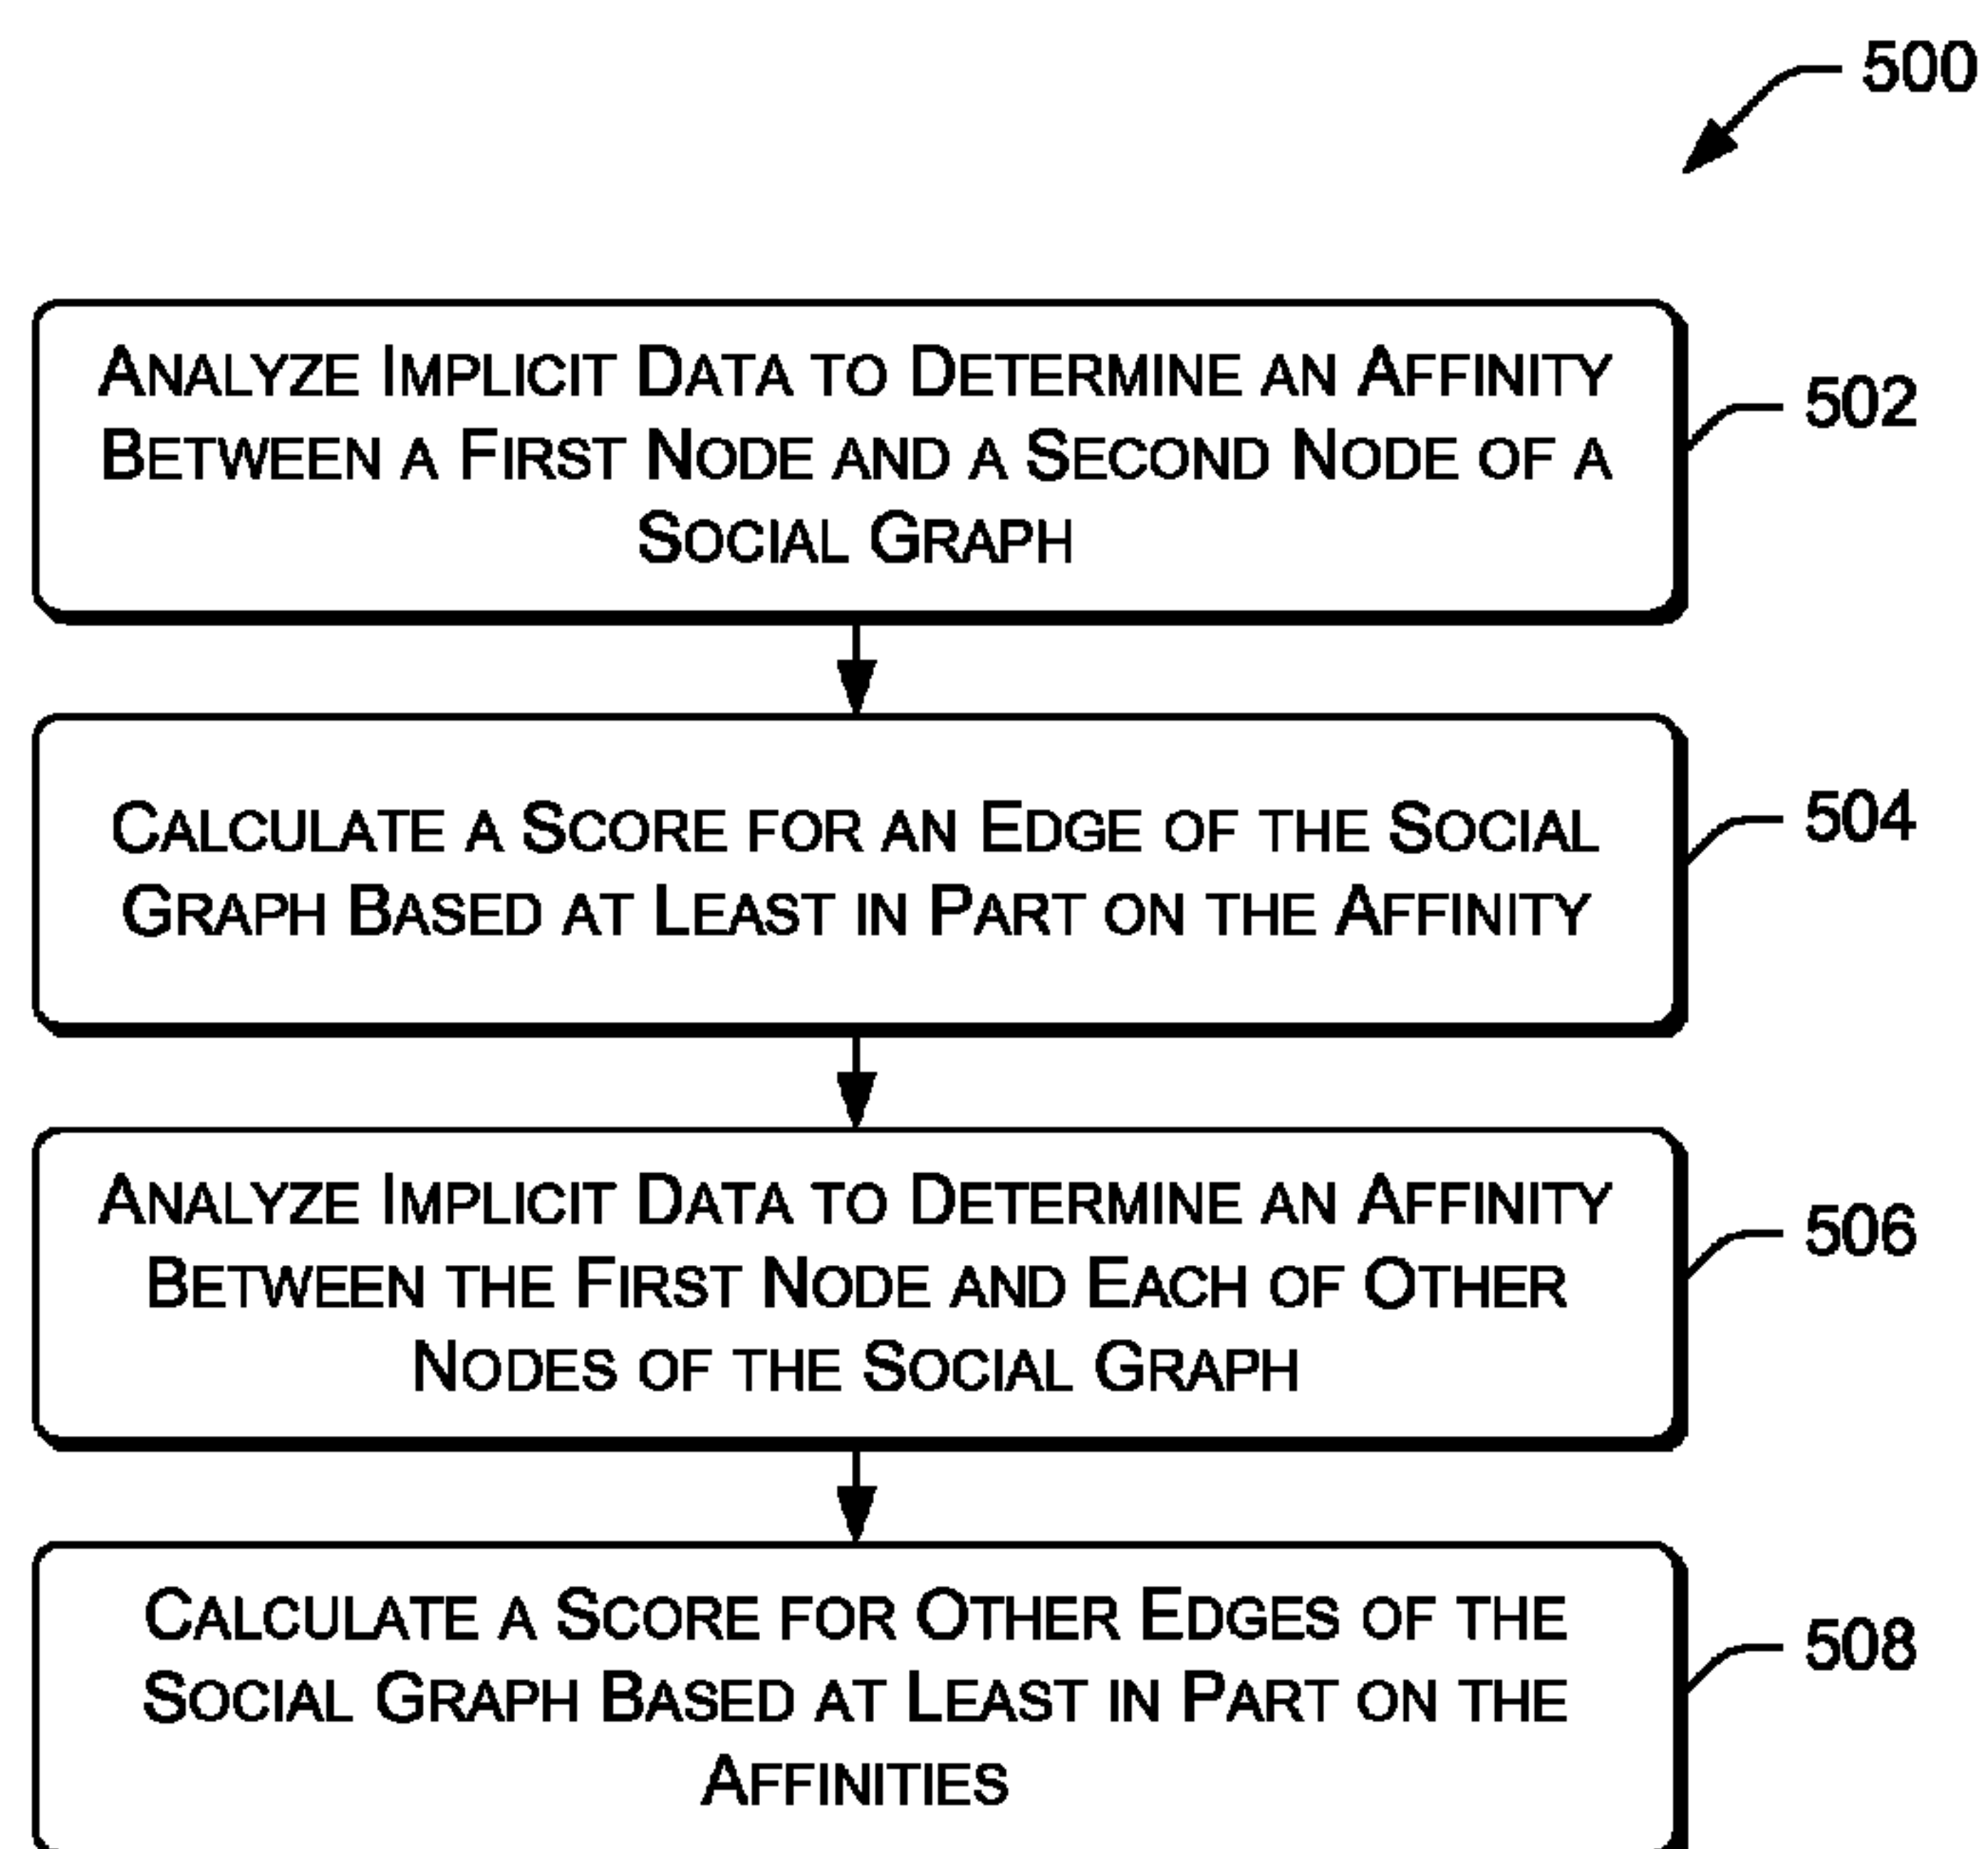 500
Analyze Implicit Data to Determine an Affinity
Between a First Node and a Second Node of a
Social Graph
502
Calculate a Score for an Edge of the Social
Graph Based at Least in Part on the Affinity
504
Analyze Implicit Data to Determine an Affinity
Between the First Node and Each of Other
Nodes of the Social Graph
506
Calculate a Score for Other Edges of the
Social Graph Based at Least in Part on the
Affinities
508